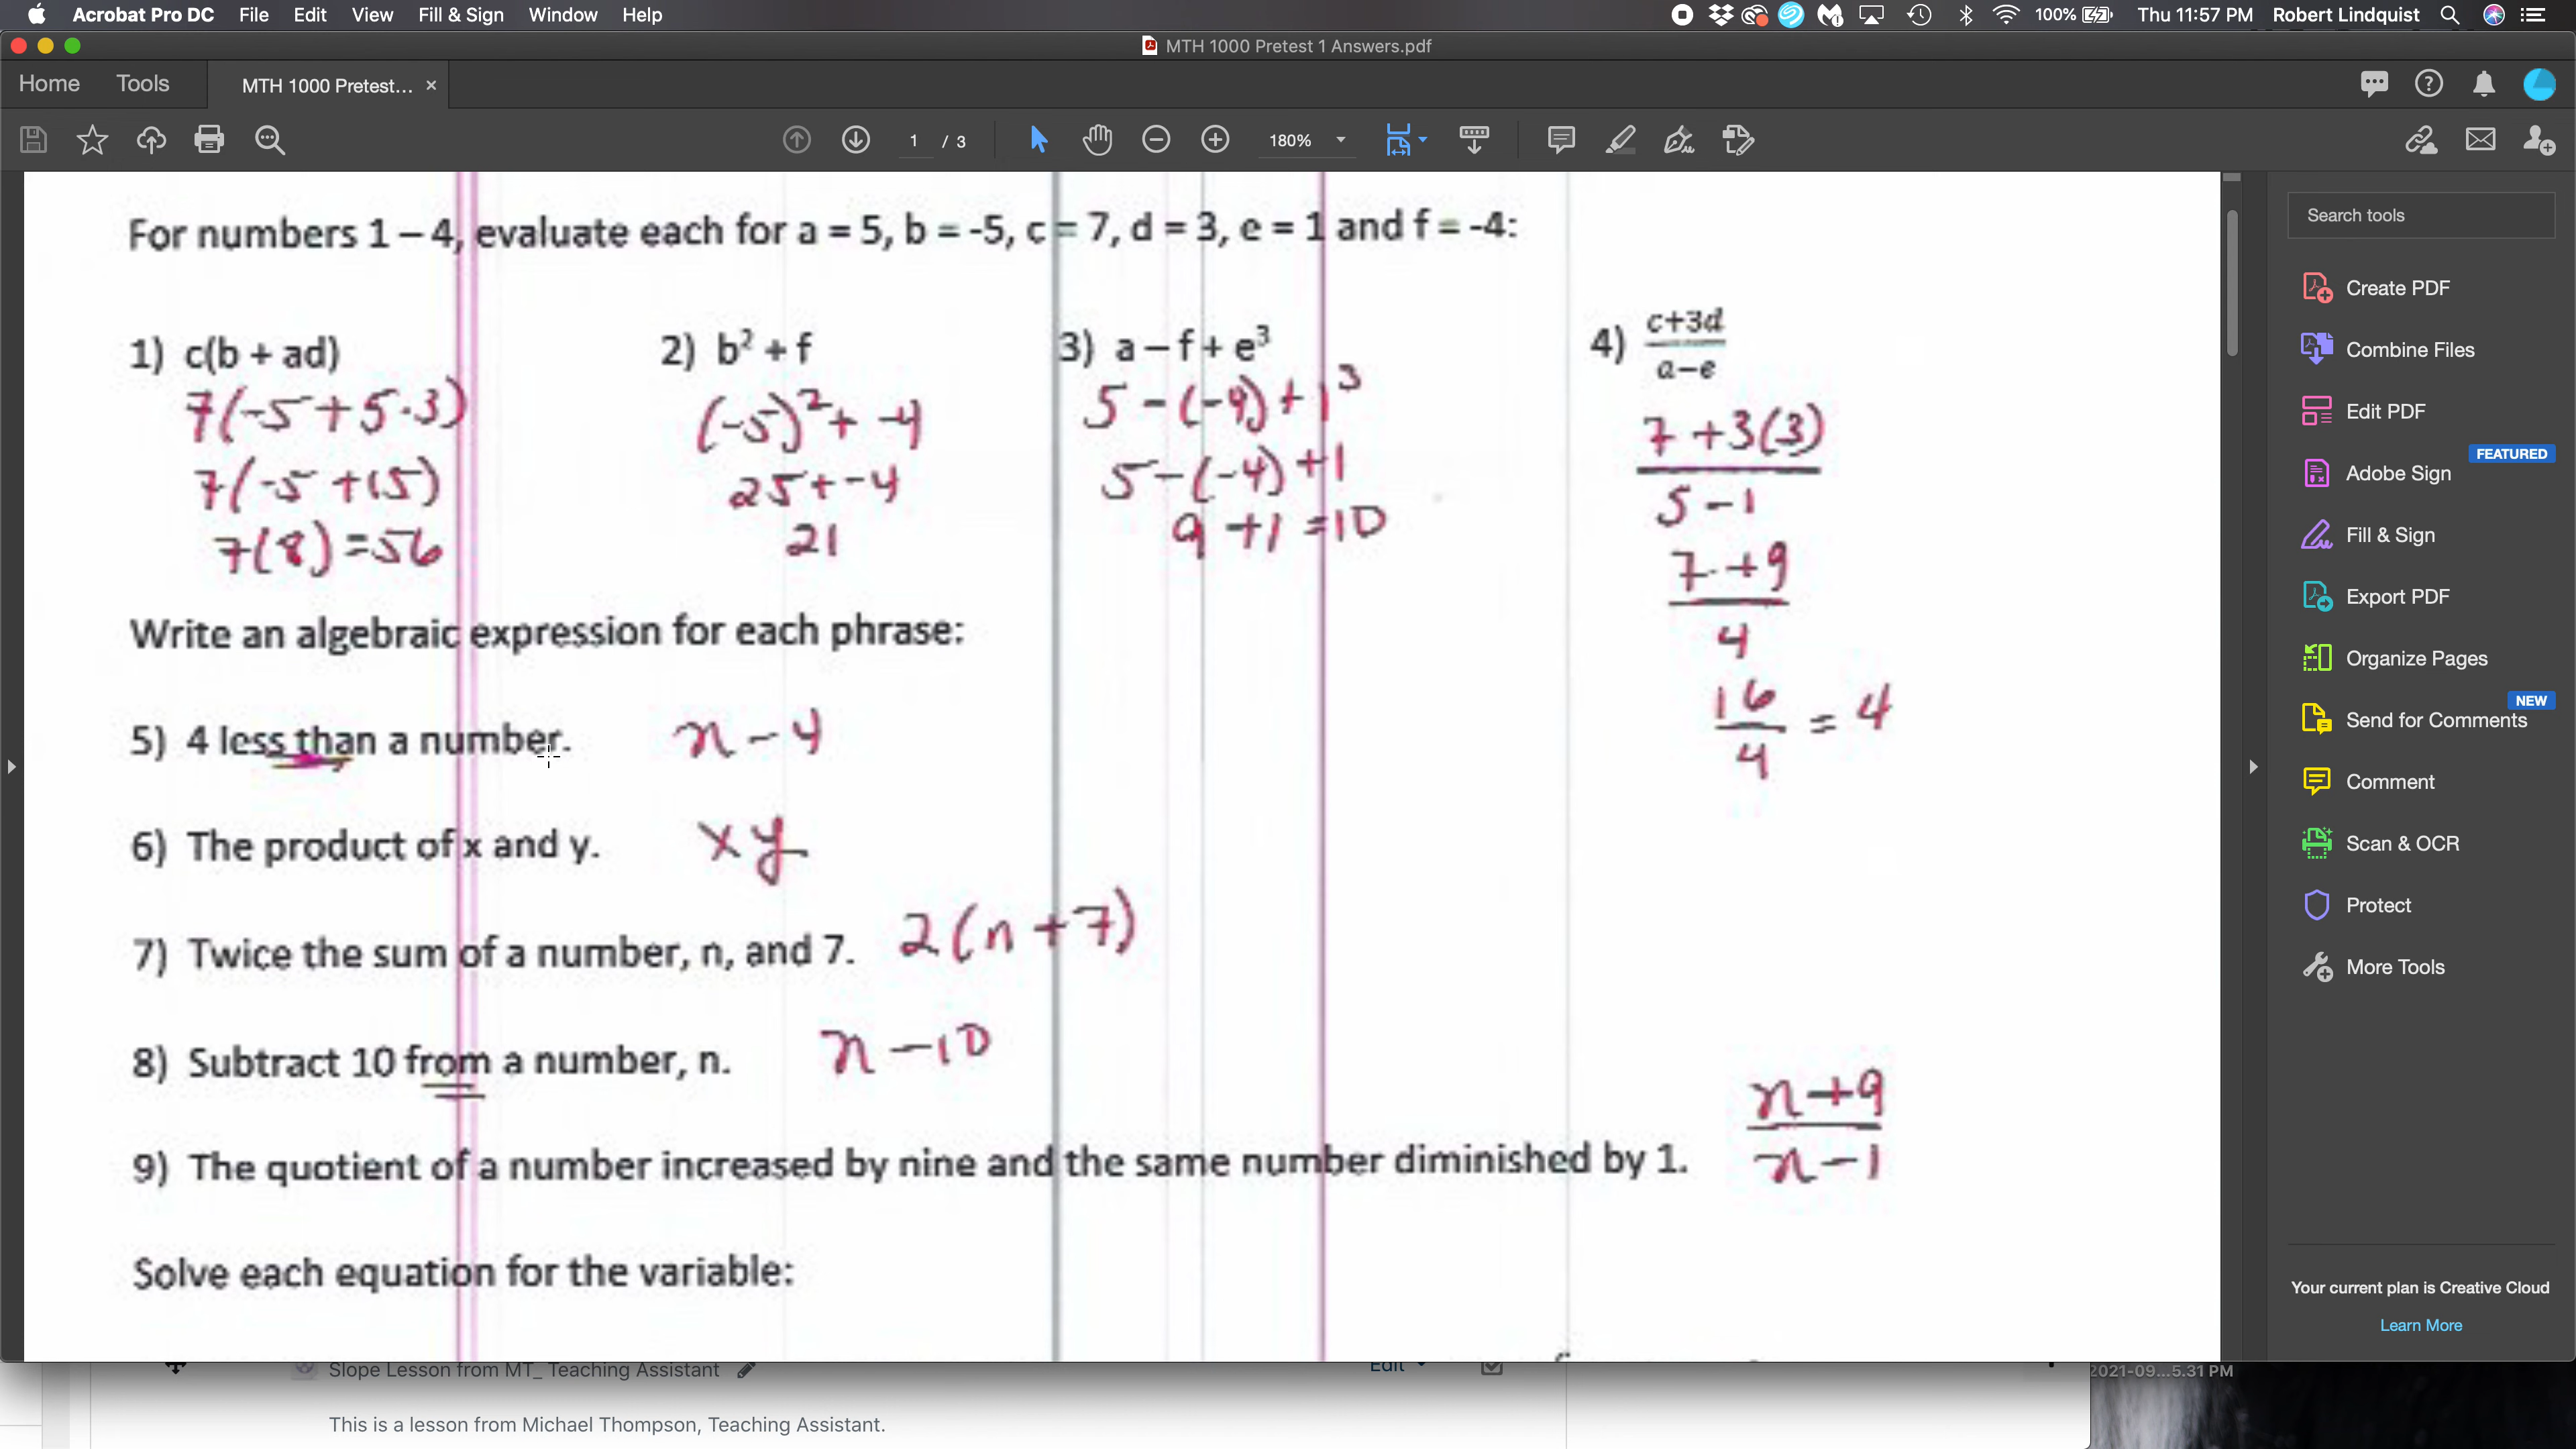 Acrobat Pro DC File Edit View Fill & Sign Window Help 100% Thu 11:57 PM Robert Lindquist
MTH 1000 Pretest 1 Answers.pdf
Home Tools MTH 1000 Pretest... ×
1 / 3 180%
For numbers 1 – 4, evaluate each for a = 5, b = -5, c = 7, d = 3, e = 1 and f = -4:
1) c(b + ad)
7(-5+5·3)
7(-5+15)
7(8)=56
2) b² + f
(-5)²+ -4
25+ -4
21
3) a – f + e³
5-(-4)+1³
5-(-4)+1
9+1=10
4) c+3d
a−e
7+3(3)
5-1
7+9
4
16
4 = 4
Write an algebraic expression for each phrase:
5) 4 less than a number. n-4
6) The product of x and y. xy
7) Twice the sum of a number, n, and 7. 2(n+7)
8) Subtract 10 from a number, n. n-10
9) The quotient of a number increased by nine and the same number diminished by 1.
n+9
n-1
Solve each equation for the variable:
Search tools
Create PDF
Combine Files
Edit PDF
FEATURED
Adobe Sign
Fill & Sign
Export PDF
Organize Pages
NEW
Send for Comments
Comment
Scan & OCR
Protect
More Tools
Your current plan is Creative Cloud
Learn More
Slope Lesson from MT_ Teaching Assistant Edit
2021-09...5.31 PM
This is a lesson from Michael Thompson, Teaching Assistant.